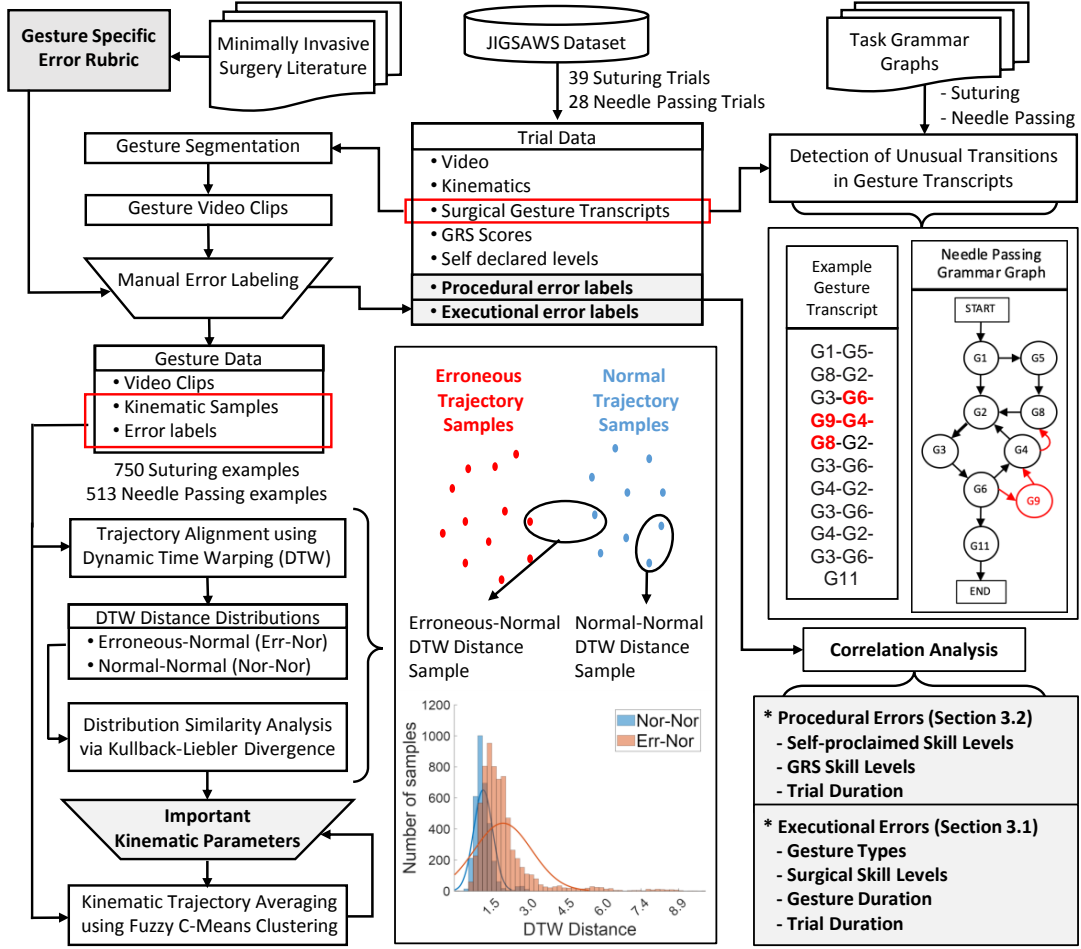 Gesture Specific
Error Rubric
Minimally Invasive
Surgery Literature
JIGSAWS Dataset
39 Suturing Trials
28 Needle Passing Trials
Task Grammar
Graphs
- Suturing
- Needle Passing
Gesture Segmentation
Gesture Video Clips
Manual Error Labeling
Trial Data
• Video
• Kinematics
• Surgical Gesture Transcripts
• GRS Scores
• Self declared levels
• Procedural error labels
• Executional error labels
Detection of Unusual Transitions
in Gesture Transcripts
Example
Gesture
Transcript
G1-G5-
G8-G2-
G3-G6-
G9-G4-
G8-G2-
G3-G6-
G4-G2-
G3-G6-
G4-G2-
G3-G6-
G11
Needle Passing
Grammar Graph
START
G1
G5
G2
G8
G3
G4
G6
G9
G11
END
Gesture Data
• Video Clips
• Kinematic Samples
• Error labels
750 Suturing examples
513 Needle Passing examples
Trajectory Alignment using
Dynamic Time Warping (DTW)
DTW Distance Distributions
• Erroneous-Normal (Err-Nor)
• Normal-Normal (Nor-Nor)
Distribution Similarity Analysis
via Kullback-Liebler Divergence
Important
Kinematic Parameters
Kinematic Trajectory Averaging
using Fuzzy C-Means Clustering
Erroneous
Trajectory
Samples
Normal
Trajectory
Samples
Erroneous-Normal
DTW Distance
Sample
Normal-Normal
DTW Distance
Sample
Number of samples
1200
1000
800
600
400
200
0
Nor-Nor
Err-Nor
1.5
3.0
4.5
6.0
7.4
8.9
DTW Distance
Correlation Analysis
* Procedural Errors (Section 3.2)
- Self-proclaimed Skill Levels
- GRS Skill Levels
- Trial Duration
* Executional Errors (Section 3.1)
- Gesture Types
- Surgical Skill Levels
- Gesture Duration
- Trial Duration